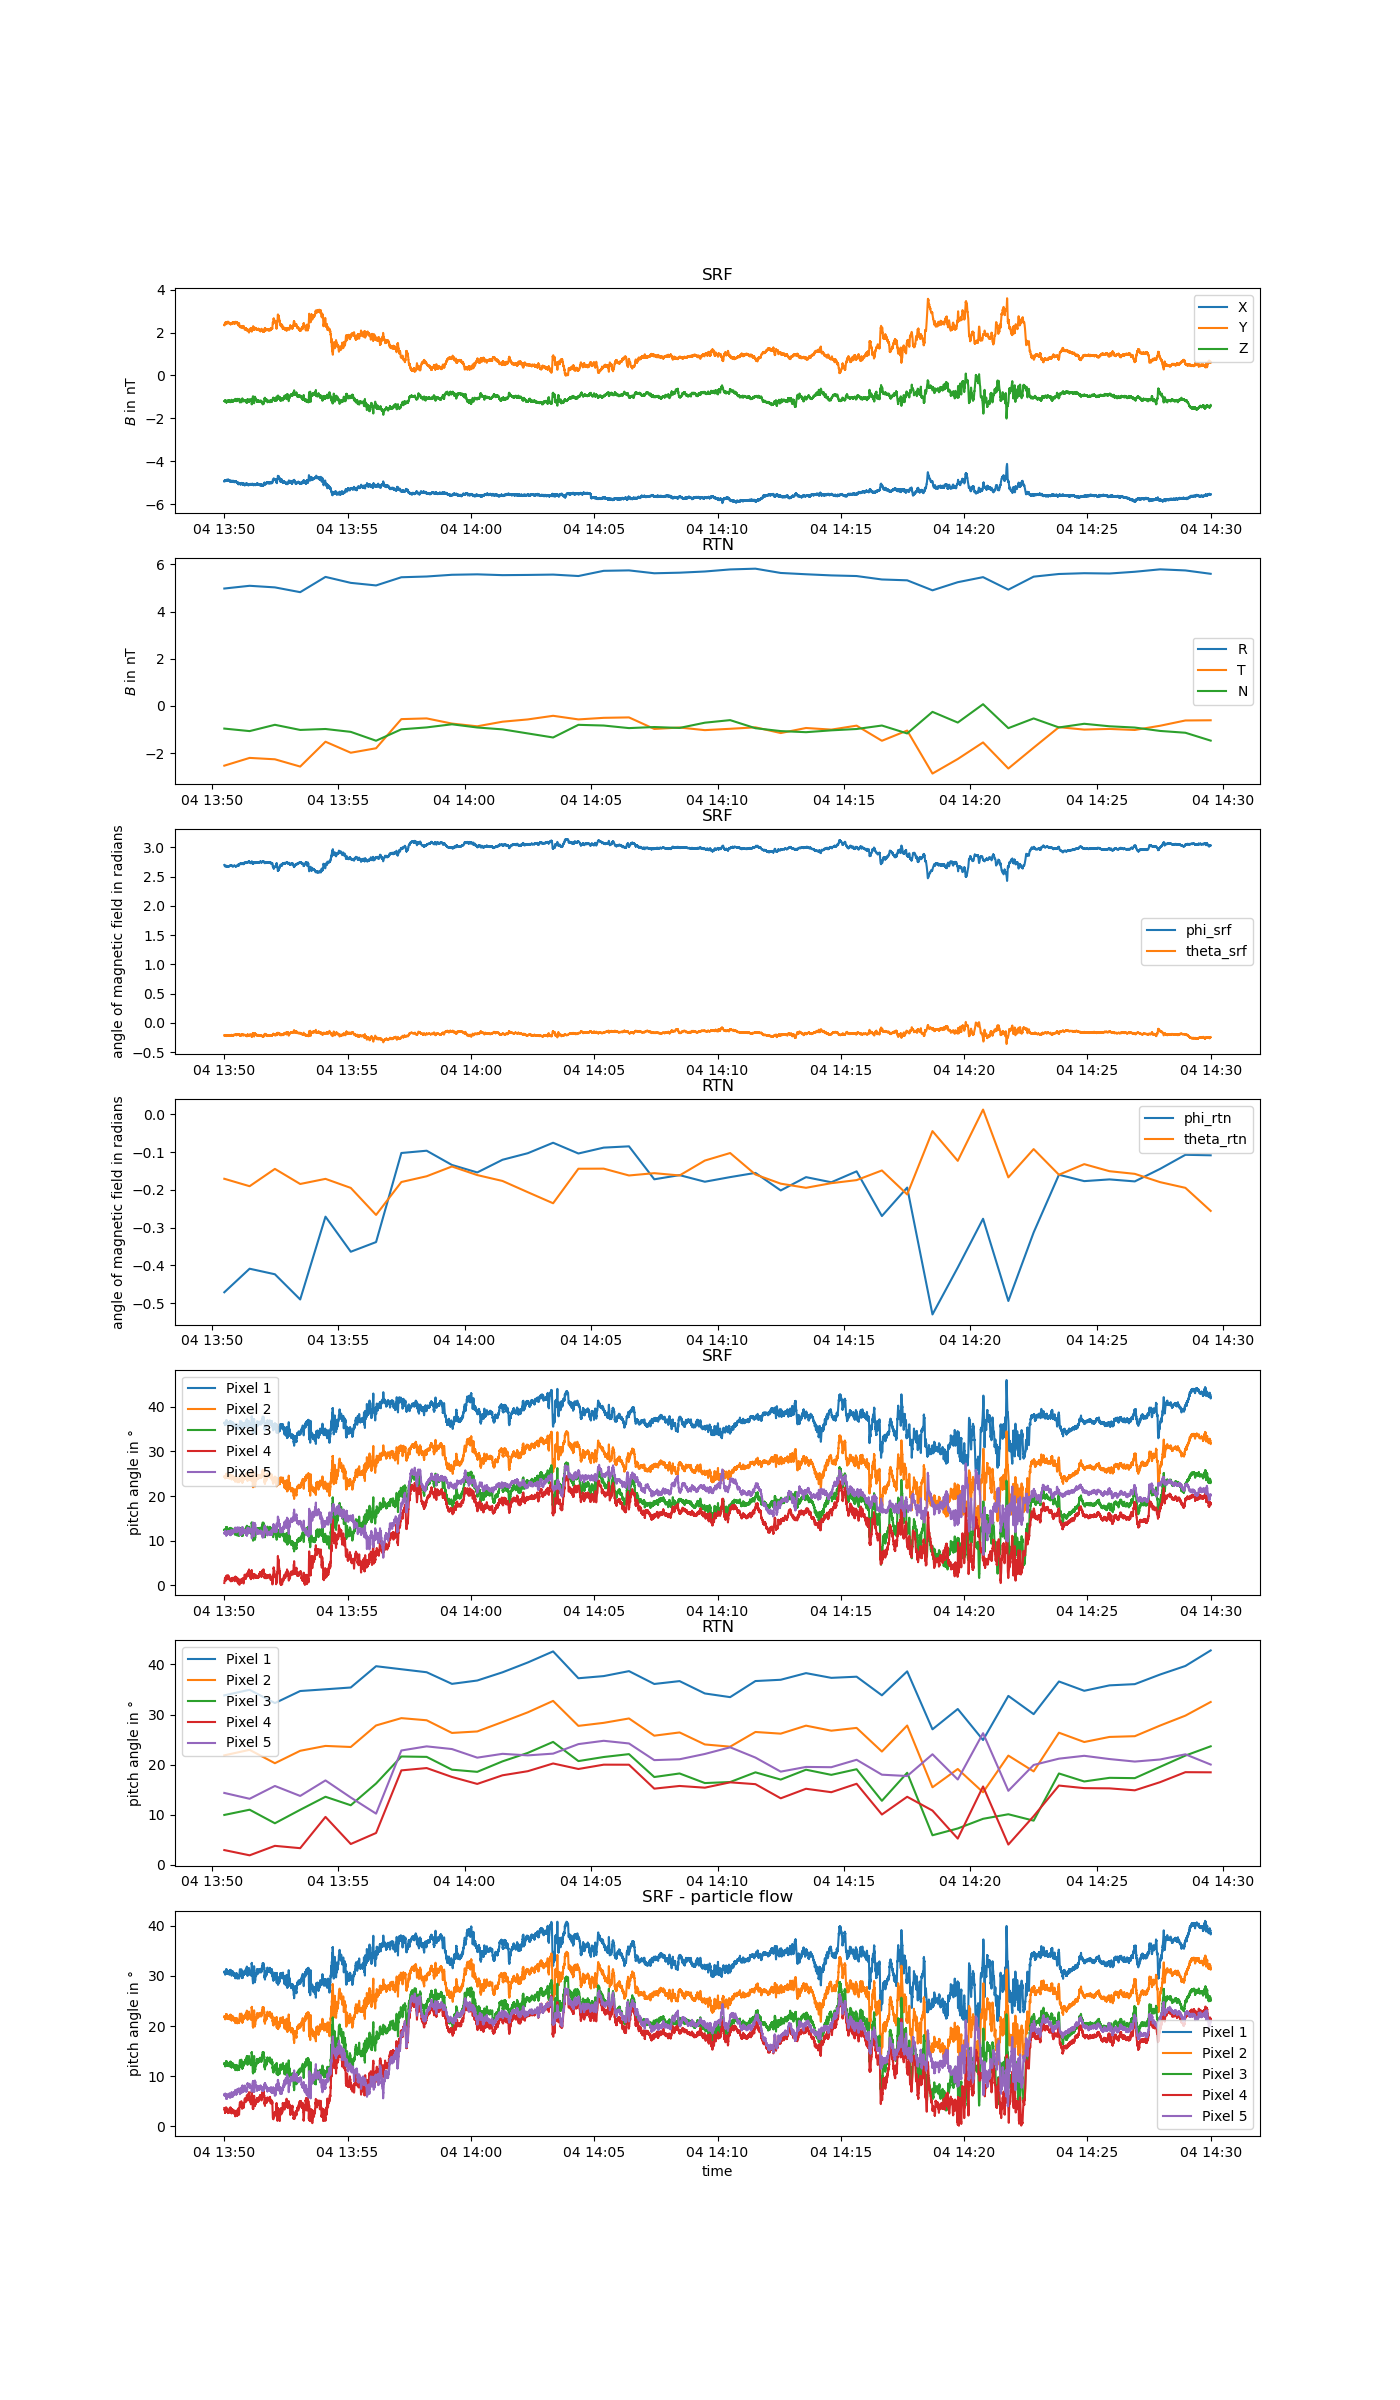 SRF
4
2
0
−2
−4
−6
B in nT
X
Y
Z
04 13:50 04 13:55 04 14:00 04 14:05 04 14:10 04 14:15 04 14:20 04 14:25 04 14:30
RTN
6
4
2
0
−2
B in nT
R
T
N
04 13:50 04 13:55 04 14:00 04 14:05 04 14:10 04 14:15 04 14:20 04 14:25 04 14:30
SRF
3.0
2.5
2.0
1.5
1.0
0.5
0.0
−0.5
angle of magnetic field in radians
phi_srf
theta_srf
04 13:50 04 13:55 04 14:00 04 14:05 04 14:10 04 14:15 04 14:20 04 14:25 04 14:30
RTN
0.0
−0.1
−0.2
−0.3
−0.4
−0.5
angle of magnetic field in radians
phi_rtn
theta_rtn
04 13:50 04 13:55 04 14:00 04 14:05 04 14:10 04 14:15 04 14:20 04 14:25 04 14:30
SRF
40
30
20
10
0
pitch angle in °
Pixel 1
Pixel 2
Pixel 3
Pixel 4
Pixel 5
04 13:50 04 13:55 04 14:00 04 14:05 04 14:10 04 14:15 04 14:20 04 14:25 04 14:30
RTN
40
30
20
10
0
pitch angle in °
Pixel 1
Pixel 2
Pixel 3
Pixel 4
Pixel 5
04 13:50 04 13:55 04 14:00 04 14:05 04 14:10 04 14:15 04 14:20 04 14:25 04 14:30
SRF - particle flow
40
30
20
10
0
pitch angle in °
Pixel 1
Pixel 2
Pixel 3
Pixel 4
Pixel 5
04 13:50 04 13:55 04 14:00 04 14:05 04 14:10 04 14:15 04 14:20 04 14:25 04 14:30
time